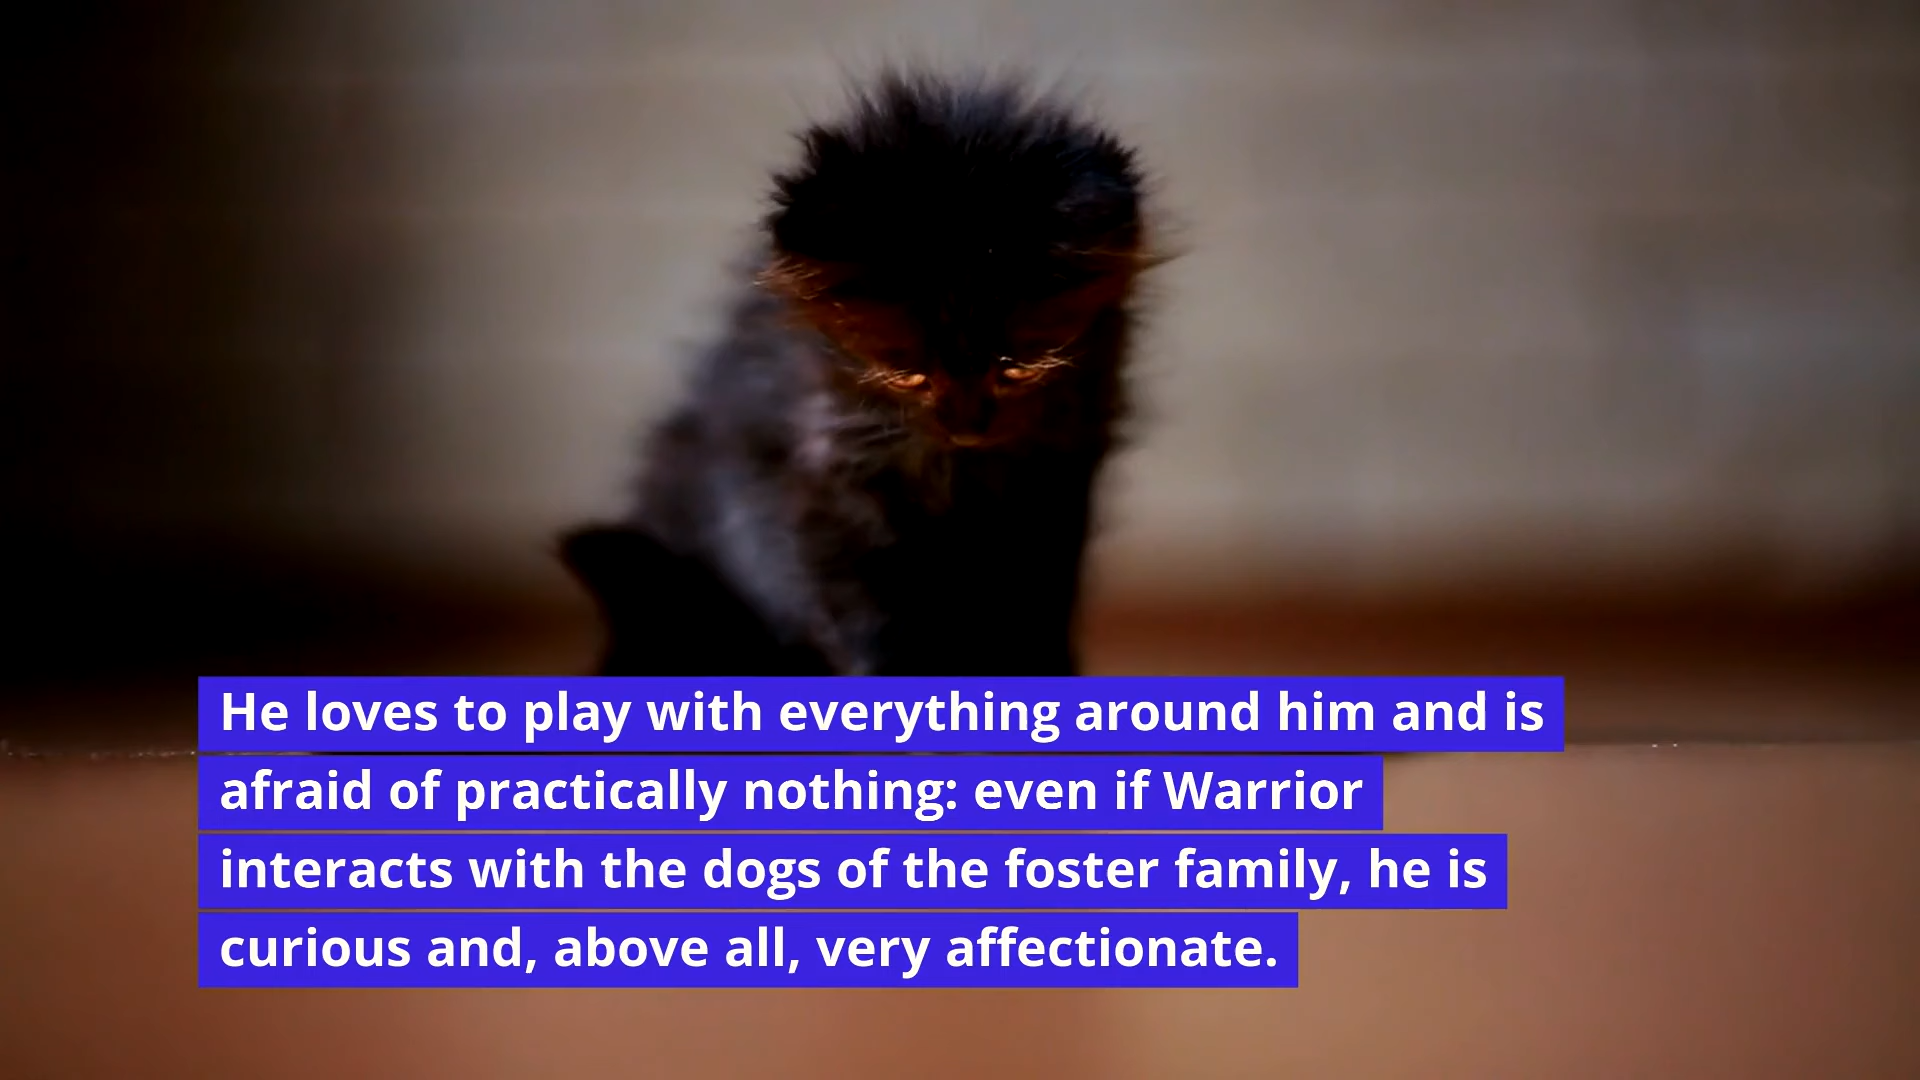 He loves to play with everything around him and is
afraid of practically nothing: even if Warrior
interacts with the dogs of the foster family, he is
curious and, above all, very affectionate.